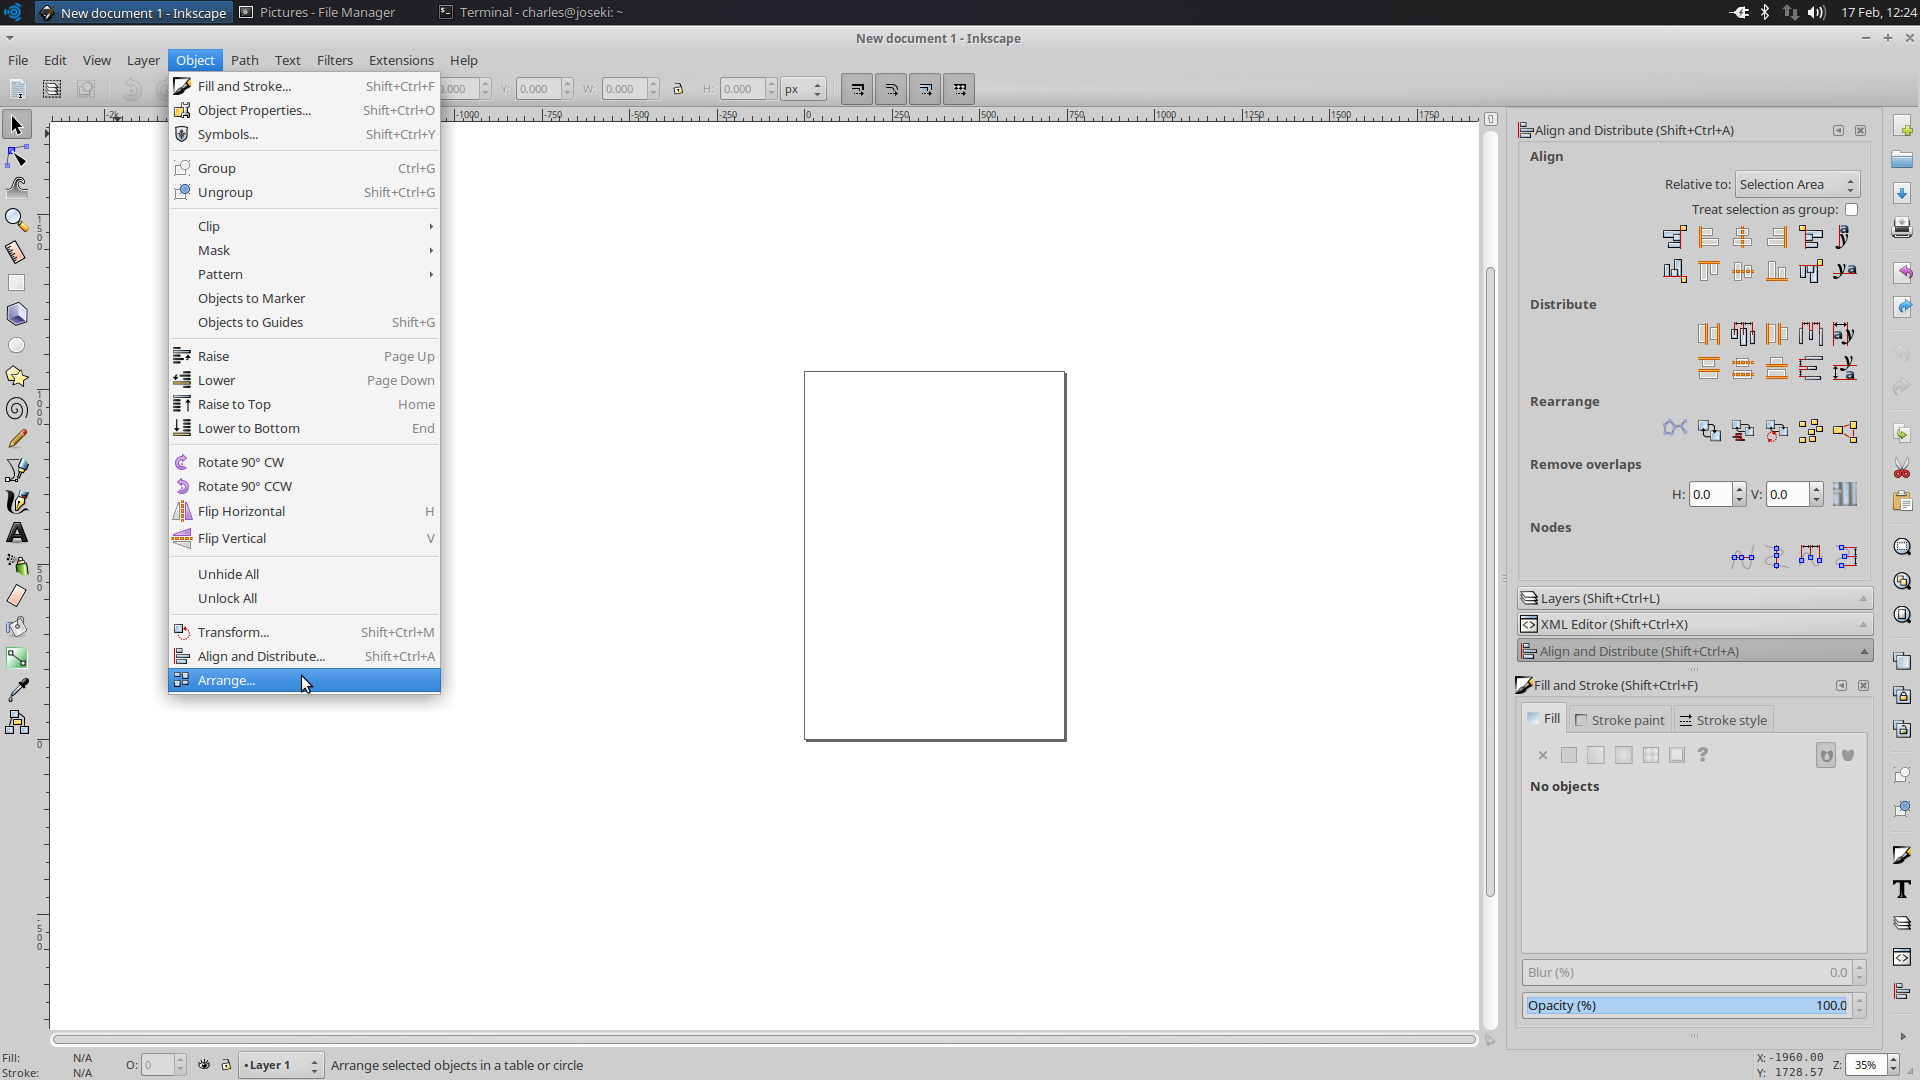 New document 1 - Inkscape
Pictures - File Manager
Terminal - charles@joseki: ~
17 Feb, 12:24
New document 1 - Inkscape
File Edit View Layer Object Path Text Filters Extensions Help
0.000 Y: 0.000 W: 0.000 H: 0.000 px
-1000 -750 -500 -250 0 250 500 750 1000 1250 1500 1750
Fill and Stroke... Shift+Ctrl+F
Object Properties... Shift+Ctrl+O
Symbols... Shift+Ctrl+Y
Group Ctrl+G
Ungroup Shift+Ctrl+G
Clip
Mask
Pattern
Objects to Marker
Objects to Guides Shift+G
Raise Page Up
Lower Page Down
Raise to Top Home
Lower to Bottom End
Rotate 90° CW
Rotate 90° CCW
Flip Horizontal H
Flip Vertical V
Unhide All
Unlock All
Transform... Shift+Ctrl+M
Align and Distribute... Shift+Ctrl+A
Arrange...
1500
1000
500
0
-500
Align and Distribute (Shift+Ctrl+A)
Align
Relative to: Selection Area
Treat selection as group:
Distribute
Rearrange
Remove overlaps
H: 0.0 V: 0.0
Nodes
Layers (Shift+Ctrl+L)
XML Editor (Shift+Ctrl+X)
Align and Distribute (Shift+Ctrl+A)
Fill and Stroke (Shift+Ctrl+F)
Fill Stroke paint Stroke style
No objects
Blur (%) 0.0
Opacity (%) 100.0
Fill: N/A
Stroke: N/A
O: 0
•Layer 1
Arrange selected objects in a table or circle
X: -1960.00
Y: 1728.57
Z: 35%